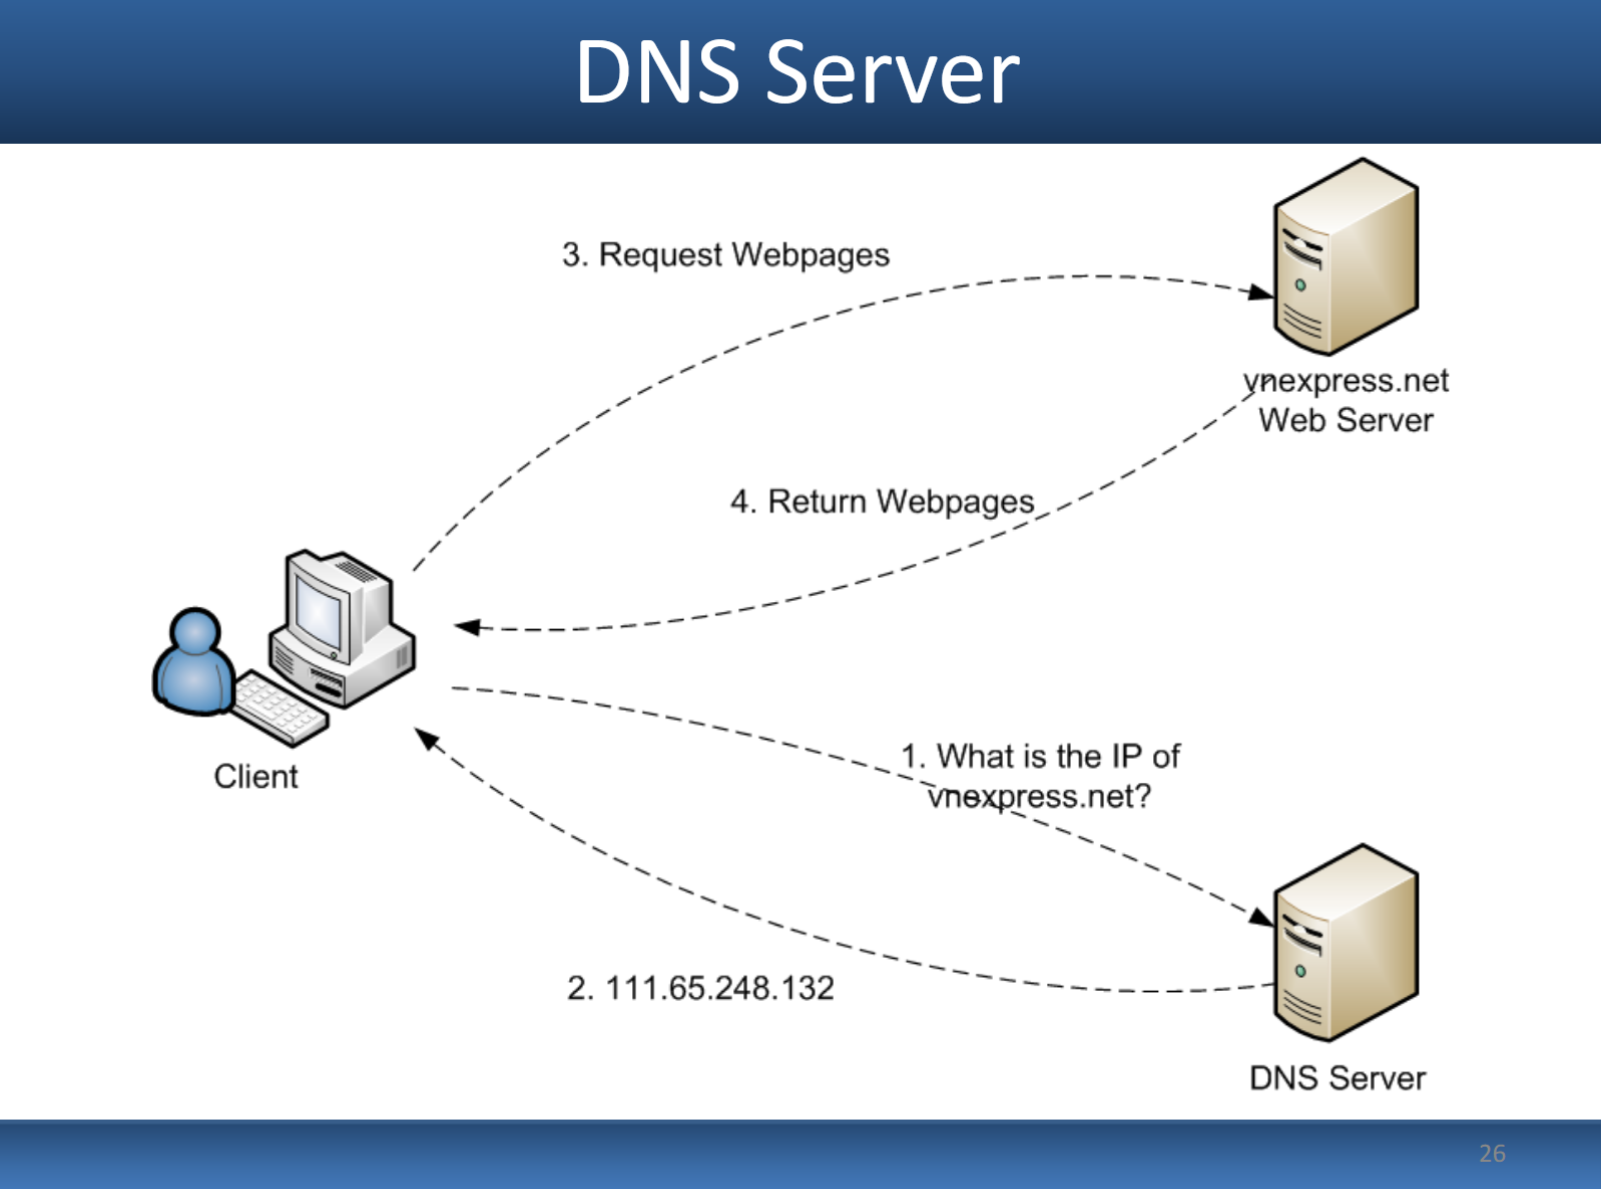 DNS Server
3. Request Webpages
vnexpress.net
Web Server
4. Return Webpages
Client
1. What is the IP of
vnexpress.net?
2. 111.65.248.132
DNS Server
26